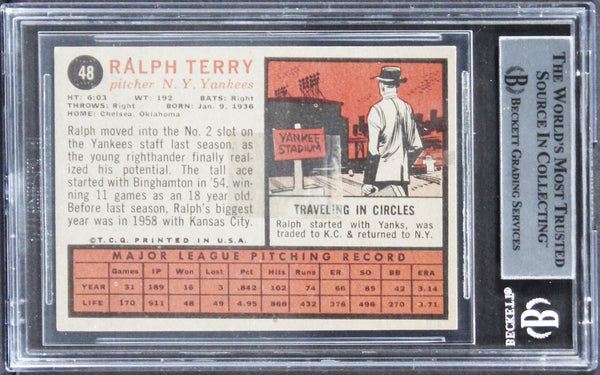 48
RALPH TERRY
pitcher N. Y. Yankees
HT: 6:03 WT: 192 BATS: Right
THROWS: Right BORN: Jan. 9, 1936
HOME: Chelsea, Oklahoma
Ralph moved into the No. 2 slot on
the Yankees staff last season, as
as the young righthander finally real-
ized his potential. The tall ace
started with Binghamton in '54, win-
ning 11 games as an 18 year old.
Before last season, Ralph's biggest
year was in 1958 with Kansas City.
© T. C. G. PRINTED IN U. S. A.
YANKEE
STADIUM
TRAVELING IN CIRCLES
Ralph started with Yanks, was
traded to K.C. & returned to N.Y.
MAJOR LEAGUE PITCHING RECORD
Games IP Won Lost Pct Hits Runs ER SO BB ERA
YEAR 31 189 16 3 .842 162 74 66 85 42 3.14
LIFE 170 911 48 49 4.95 868 432 376 496 270 3.71
THE WORLD'S MOST TRUSTED
SOURCE IN COLLECTING™
BECKETT GRADING SERVICES
B
BECKETT®
B